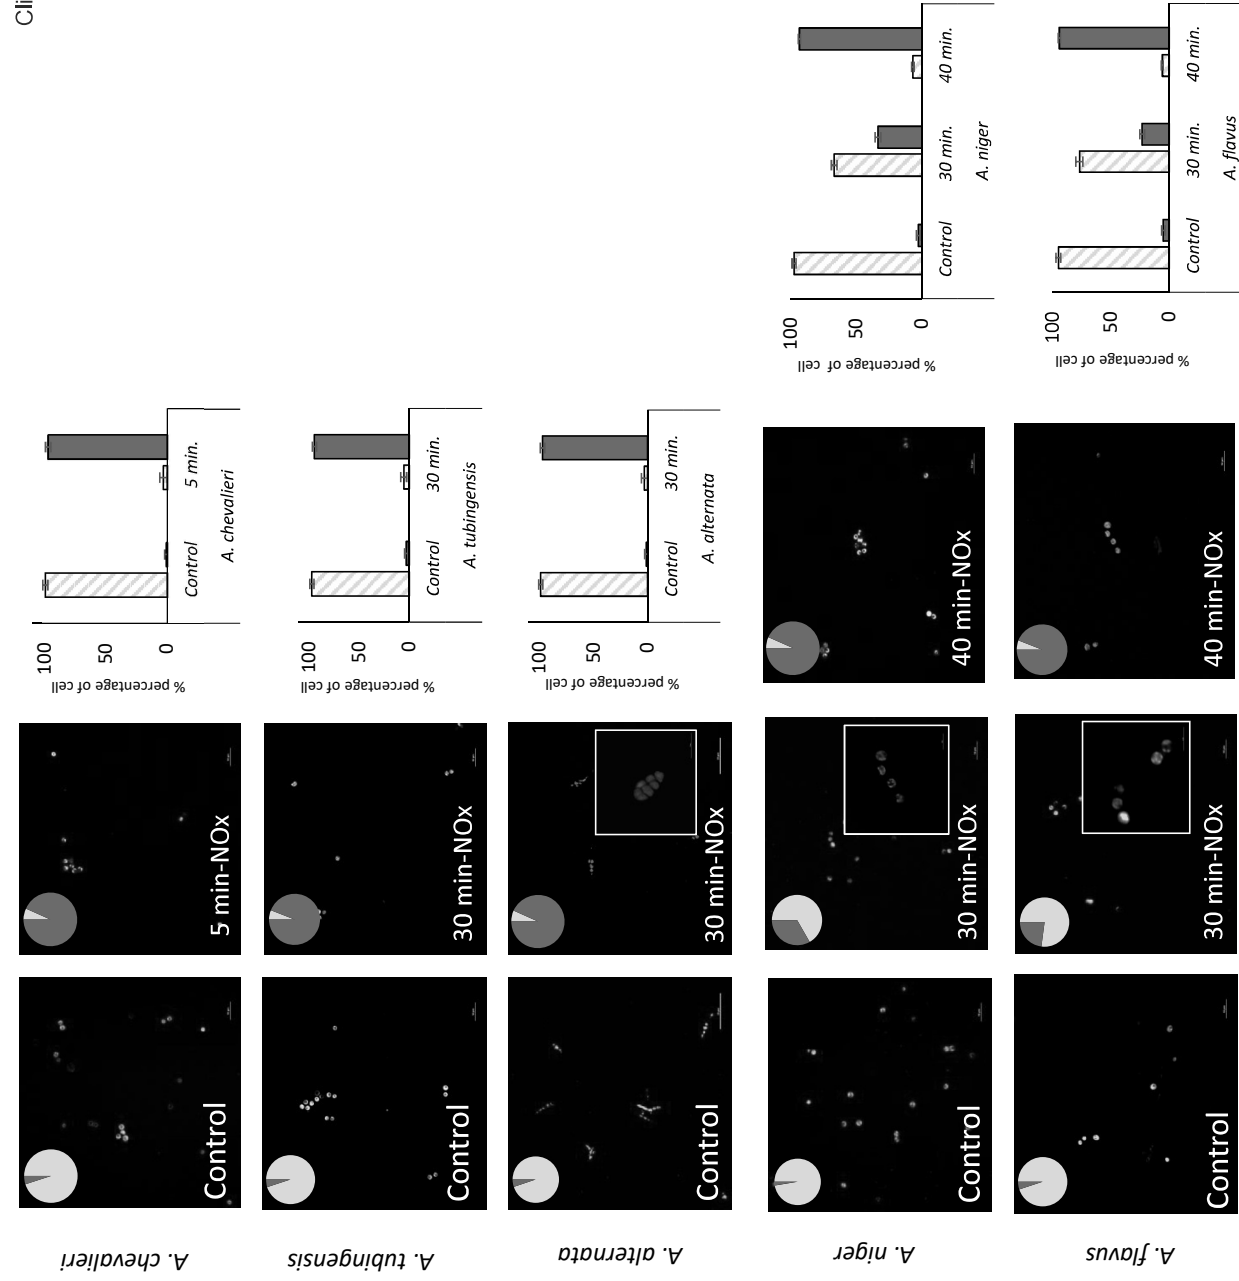 Cli
A. chevalieri
Control
5 min-NOx
% percentage of cell
100
50
0
Control
5 min.
A. chevalieri
A. tubingensis
Control
30 min-NOx
% percentage of cell
100
50
0
Control
30 min.
A. tubingensis
A. alternata
Control
30 min-NOx
% percentage of cell
100
50
0
Control
30 min.
A. alternata
A. niger
Control
30 min-NOx
40 min-NOx
% percentage of cell
100
50
0
Control
30 min.
40 min.
A. niger
A. flavus
Control
30 min-NOx
40 min-NOx
% percentage of cell
100
50
0
Control
30 min.
40 min.
A. flavus